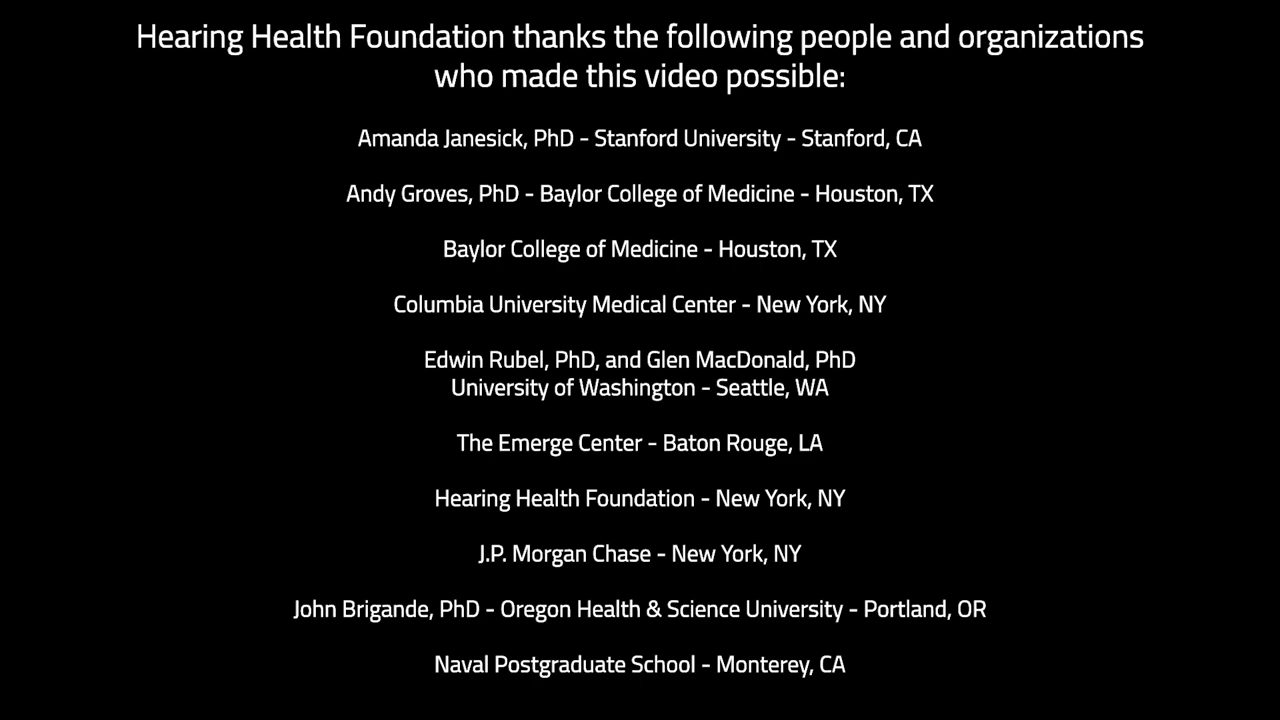 Hearing Health Foundation thanks the following people and organizations
who made this video possible:
Amanda Janesick, PhD - Stanford University - Stanford, CA
Andy Groves, PhD - Baylor College of Medicine - Houston, TX
Baylor College of Medicine - Houston, TX
Columbia University Medical Center - New York, NY
Edwin Rubel, PhD, and Glen MacDonald, PhD
University of Washington - Seattle, WA
The Emerge Center - Baton Rouge, LA
Hearing Health Foundation - New York, NY
J.P. Morgan Chase - New York, NY
John Brigande, PhD - Oregon Health & Science University - Portland, OR
Naval Postgraduate School - Monterey, CA